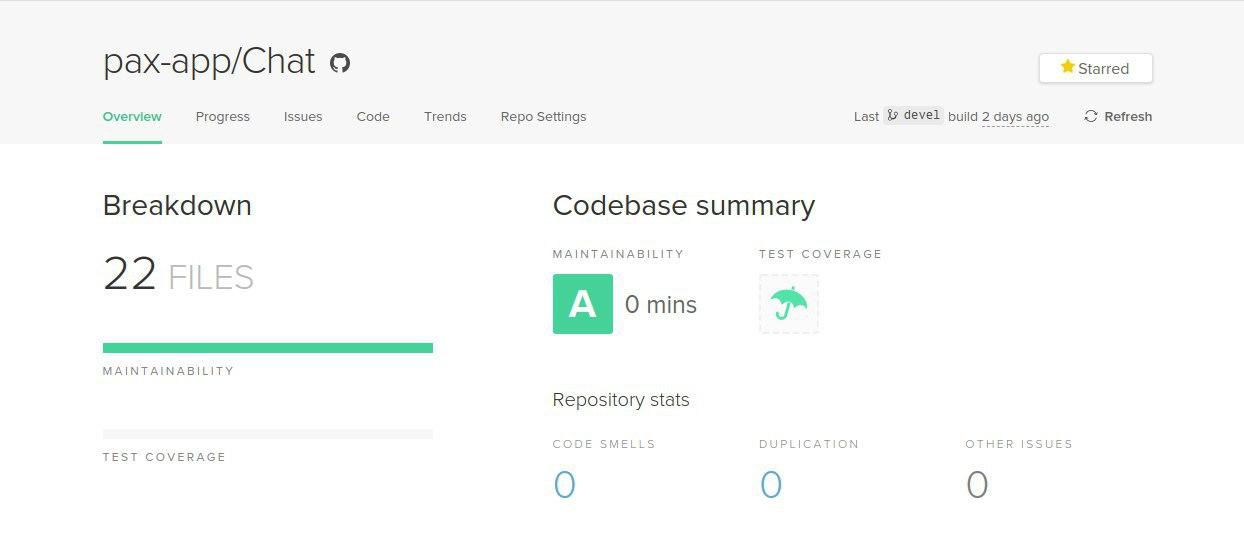 pax-app/Chat
Starred
Overview Progress Issues Code Trends Repo Settings
Last devel build 2 days ago Refresh
Breakdown
22 FILES
MAINTAINABILITY
TEST COVERAGE
Codebase summary
MAINTAINABILITY TEST COVERAGE
A 0 mins
Repository stats
CODE SMELLS DUPLICATION OTHER ISSUES
0 0 0